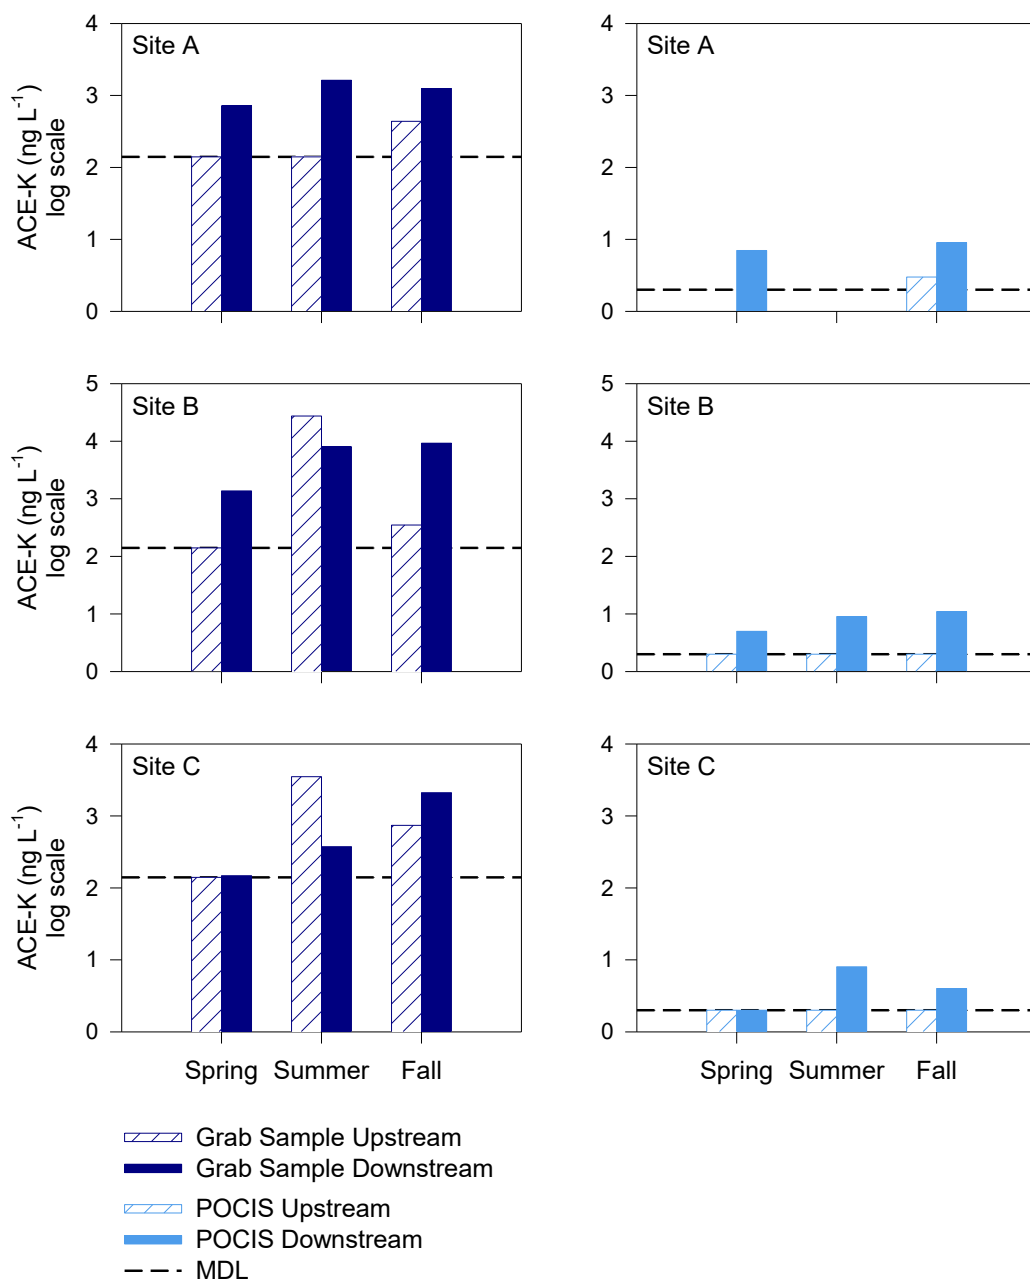 4
3
2
1
0
Site A
ACE-K (ng L⁻¹)
log scale
4
3
2
1
0
Site A
5
4
3
2
1
0
Site B
ACE-K (ng L⁻¹)
log scale
5
4
3
2
1
0
Site B
4
3
2
1
0
Site C
ACE-K (ng L⁻¹)
log scale
4
3
2
1
0
Site C
Spring Summer Fall
Spring Summer Fall
Grab Sample Upstream
Grab Sample Downstream
POCIS Upstream
POCIS Downstream
MDL